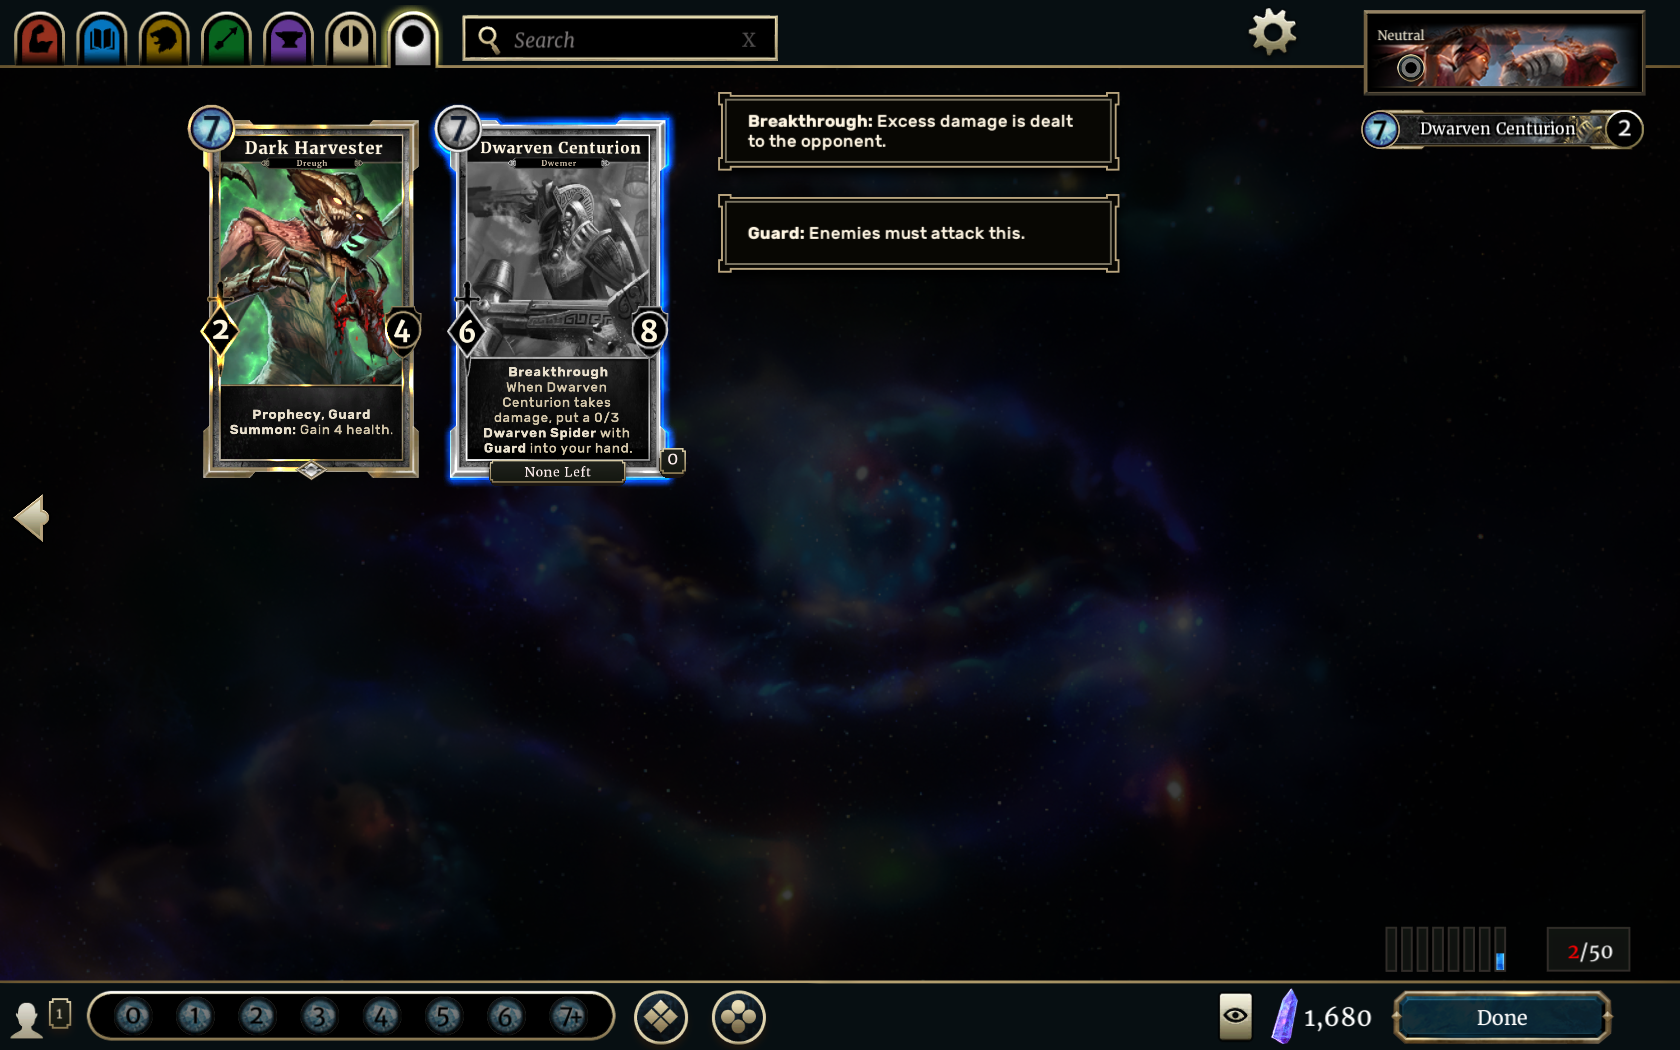 Search
X
Neutral
7
Dwarven Centurion
2
7
Dark Harvester
Dreugh
2
4
Prophecy, Guard
Summon: Gain 4 health.
7
Dwarven Centurion
Dwemer
6
8
Breakthrough
When Dwarven
Centurion takes
damage, put a 0/3
Dwarven Spider with
Guard into your hand.
None Left
0
Breakthrough: Excess damage is dealt
to the opponent.
Guard: Enemies must attack this.
2/50
1
0
1
2
3
4
5
6
7+
1,680
Done